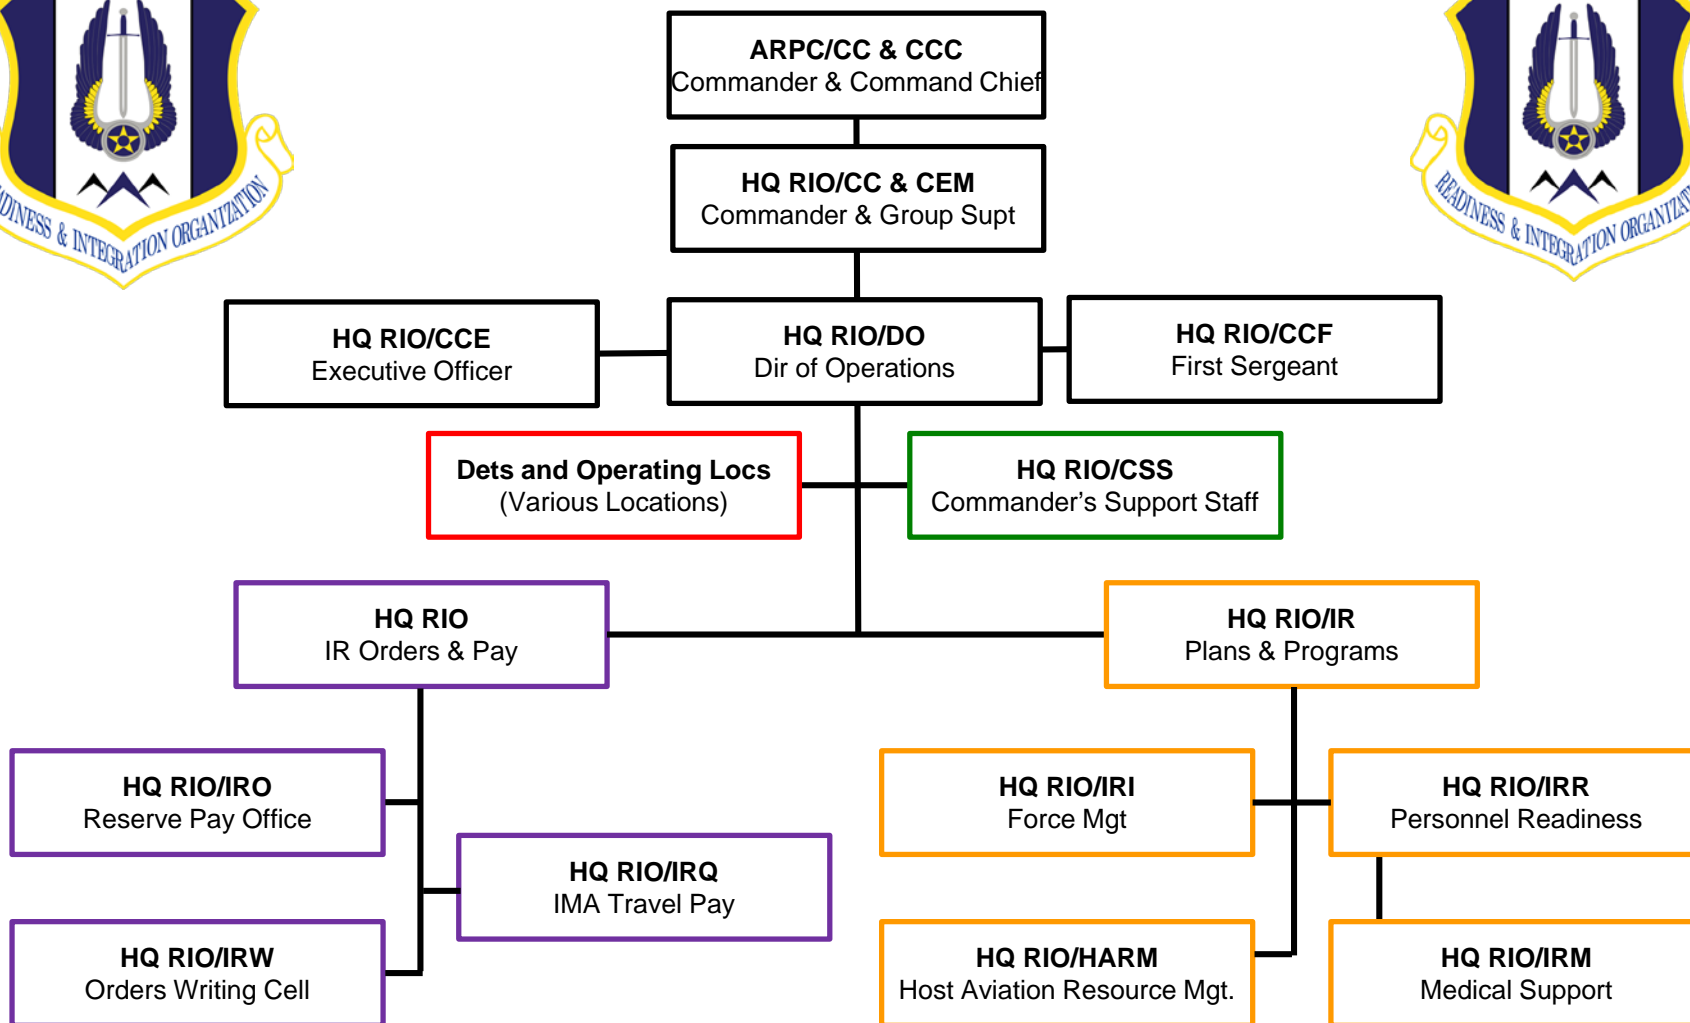 ARPC/CC & CCC
Commander & Command Chief
HQ RIO/CC & CEM
Commander & Group Supt
HQ RIO/CCE
Executive Officer
HQ RIO/DO
Dir of Operations
HQ RIO/CCF
First Sergeant
Dets and Operating Locs
(Various Locations)
HQ RIO/CSS
Commander’s Support Staff
HQ RIO
IR Orders & Pay
HQ RIO/IR
Plans & Programs
HQ RIO/IRO
Reserve Pay Office
HQ RIO/IRQ
IMA Travel Pay
HQ RIO/IRW
Orders Writing Cell
HQ RIO/IRI
Force Mgt
HQ RIO/IRR
Personnel Readiness
HQ RIO/HARM
Host Aviation Resource Mgt.
HQ RIO/IRM
Medical Support
& INTEGRATION ORGANIZATION
READINESS & INTEGRATION